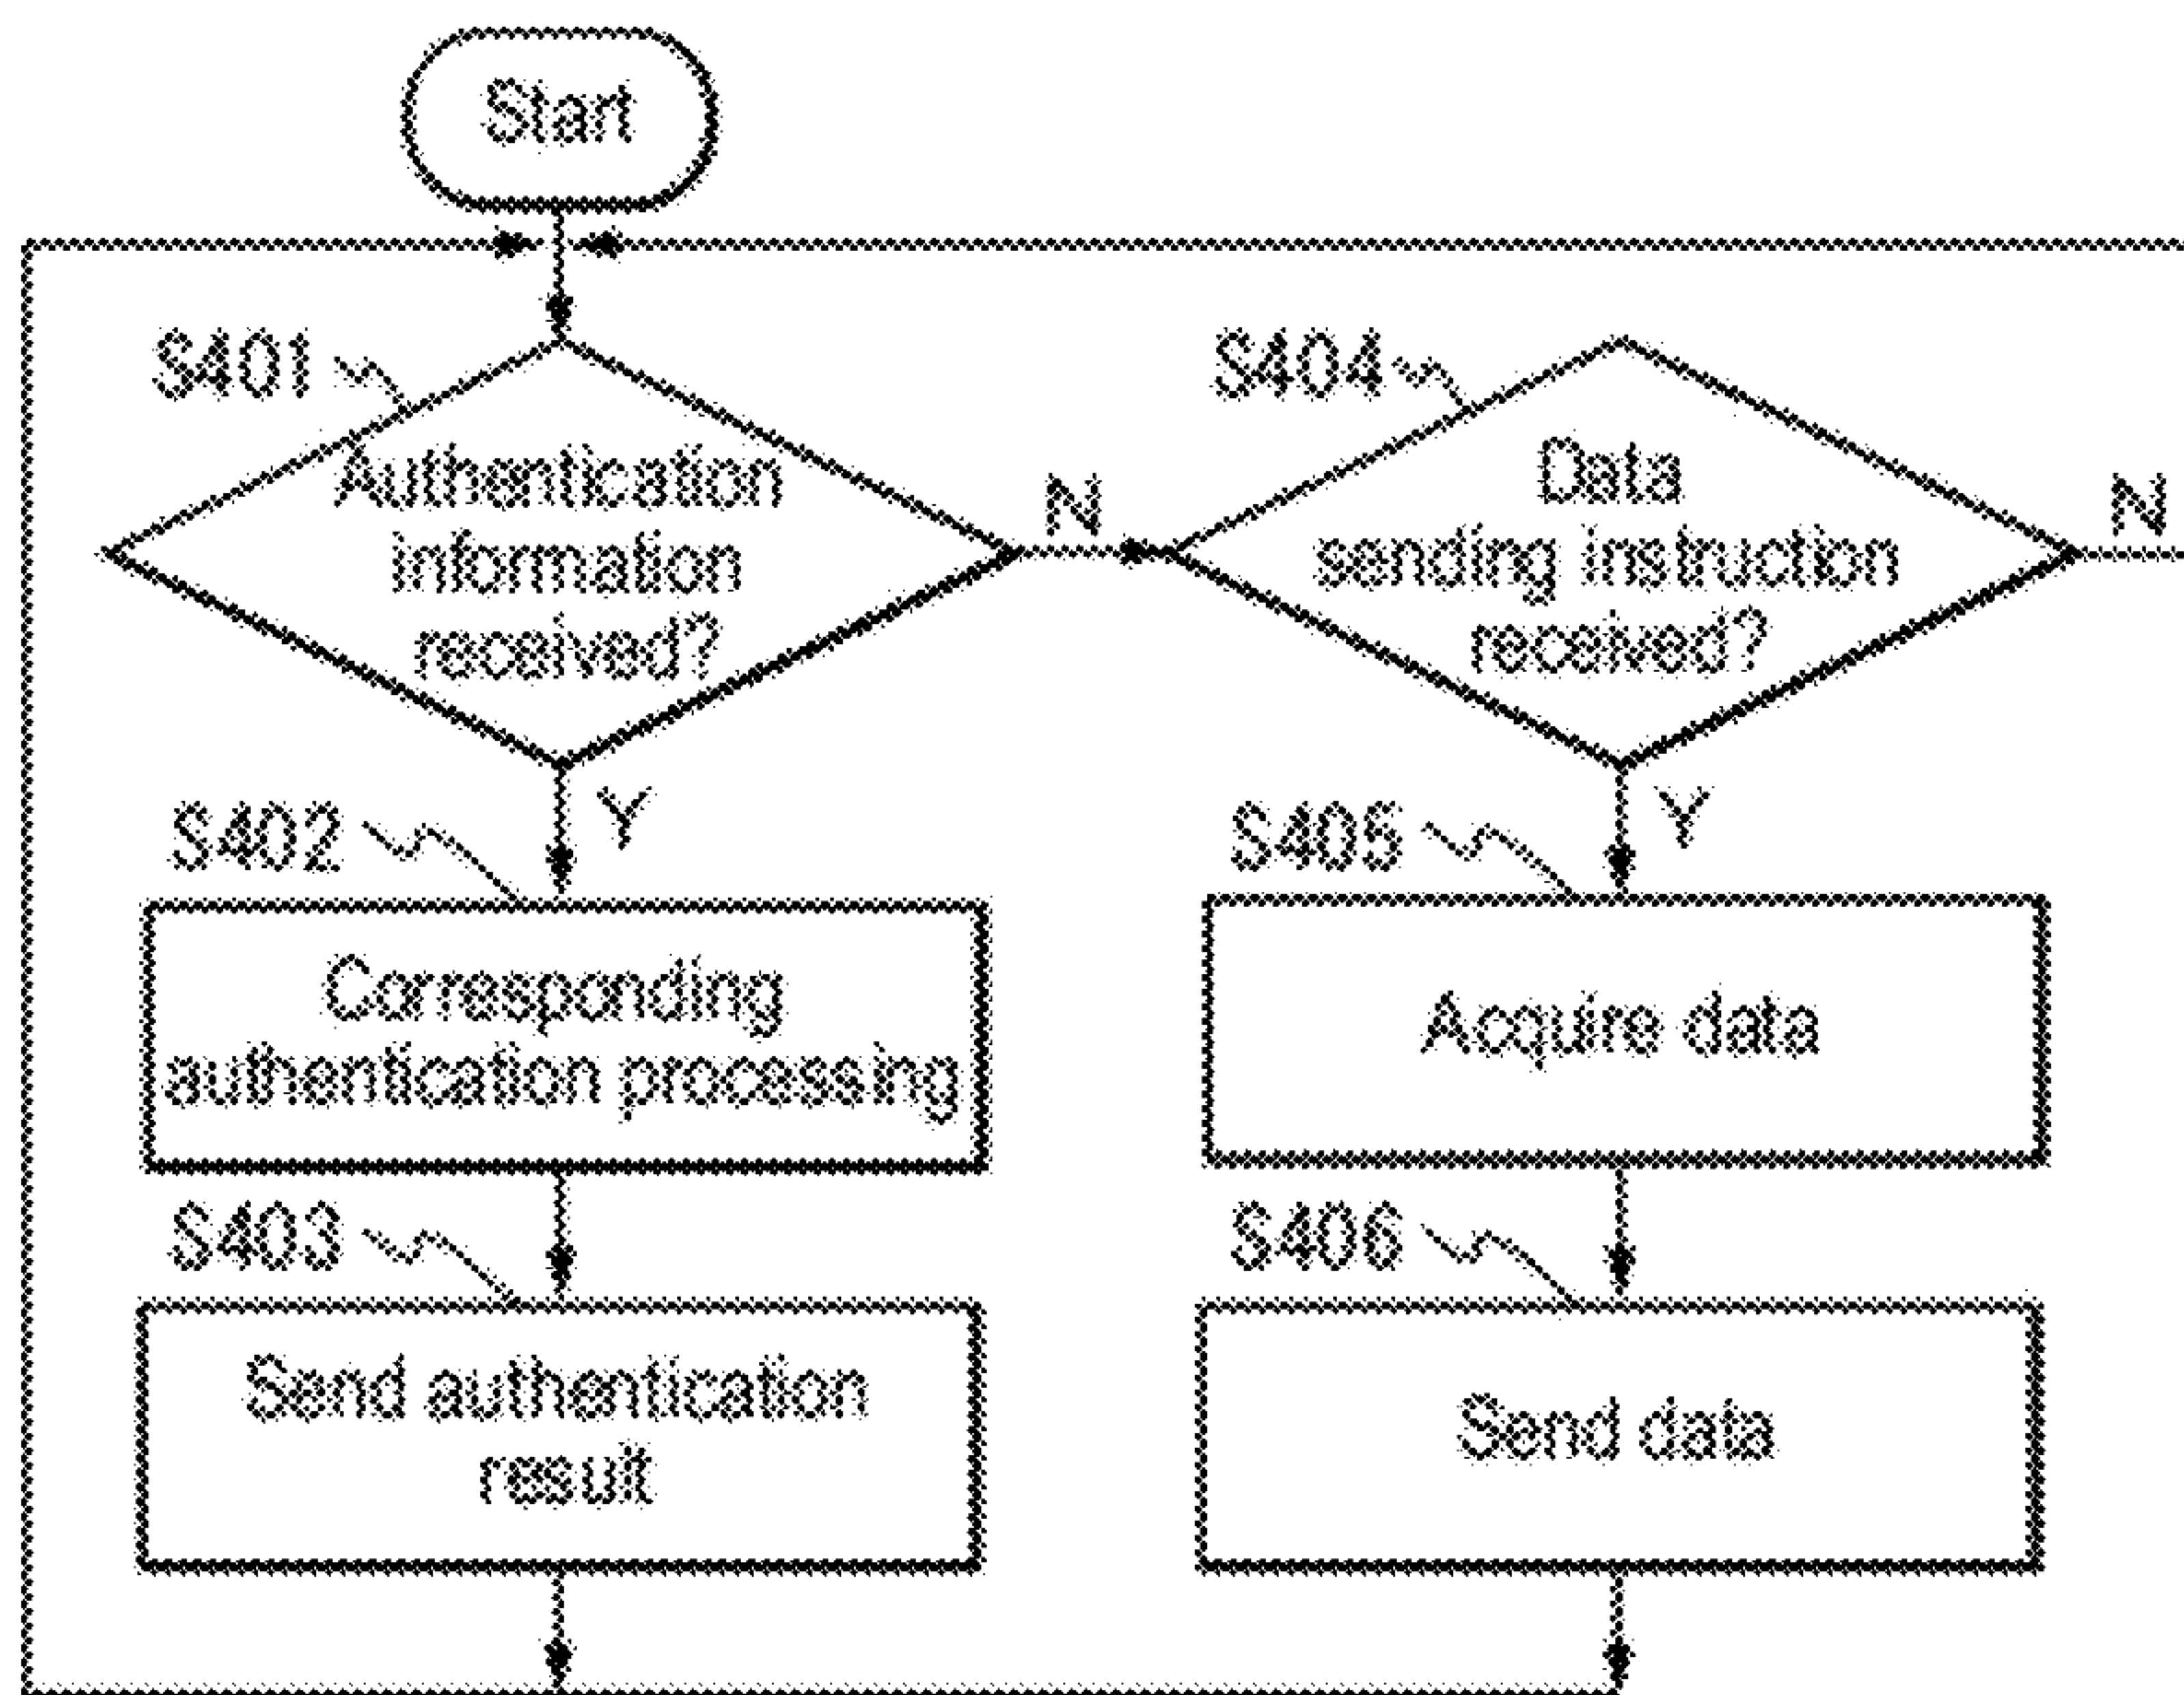 Start
S401
Authentication
information
received?
N
S404
Data
sending instruction
received?
N
Y
S402
Corresponding
authentication processing
S403
Send authentication
result
Y
S405
Acquire data
S406
Send data